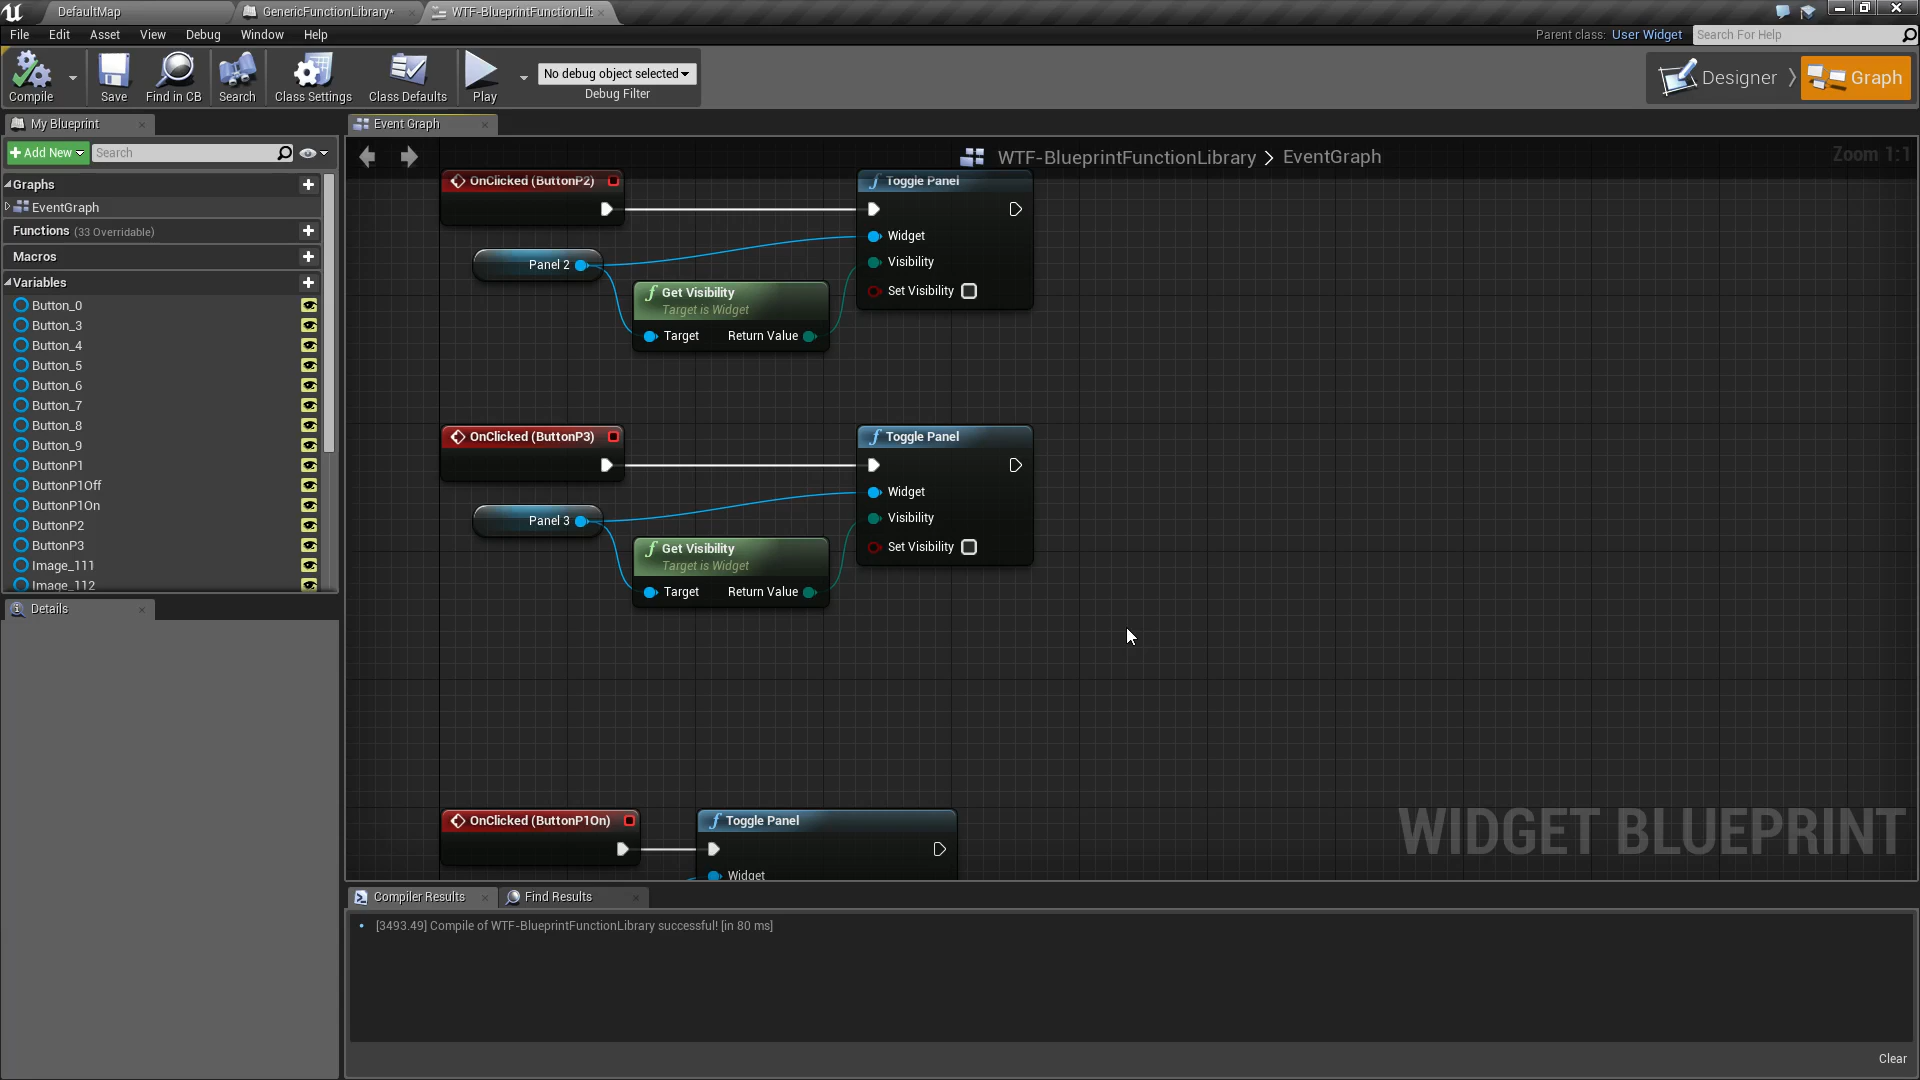 DefaultMap
GenericFunctionLibrary*
WTF-BlueprintFunctionLib
File Edit Asset View Debug Window Help
Parent class: User Widget
Search For Help
Compile
Save
Find in CB
Search
Class Settings
Class Defaults
Play
No debug object selected
Debug Filter
Designer
Graph
My Blueprint
Add New
Search
Graphs
EventGraph
Functions (33 Overridable)
Macros
Variables
Button_0
Button_3
Button_4
Button_5
Button_6
Button_7
Button_8
Button_9
ButtonP1
ButtonP1Off
ButtonP1On
ButtonP2
ButtonP3
Image_111
Image_112
Details
Event Graph
WTF-BlueprintFunctionLibrary > EventGraph
Zoom 1:1
OnClicked (ButtonP2)
Panel 2
f Get Visibility
Target is Widget
Target Return Value
f Toggle Panel
Widget
Visibility
Set Visibility
OnClicked (ButtonP3)
Panel 3
f Get Visibility
Target is Widget
Target Return Value
f Toggle Panel
Widget
Visibility
Set Visibility
OnClicked (ButtonP1On)
f Toggle Panel
Widget
WIDGET BLUEPRINT
Compiler Results
Find Results
• [3493.49] Compile of WTF-BlueprintFunctionLibrary successful! [in 80 ms]
Clear